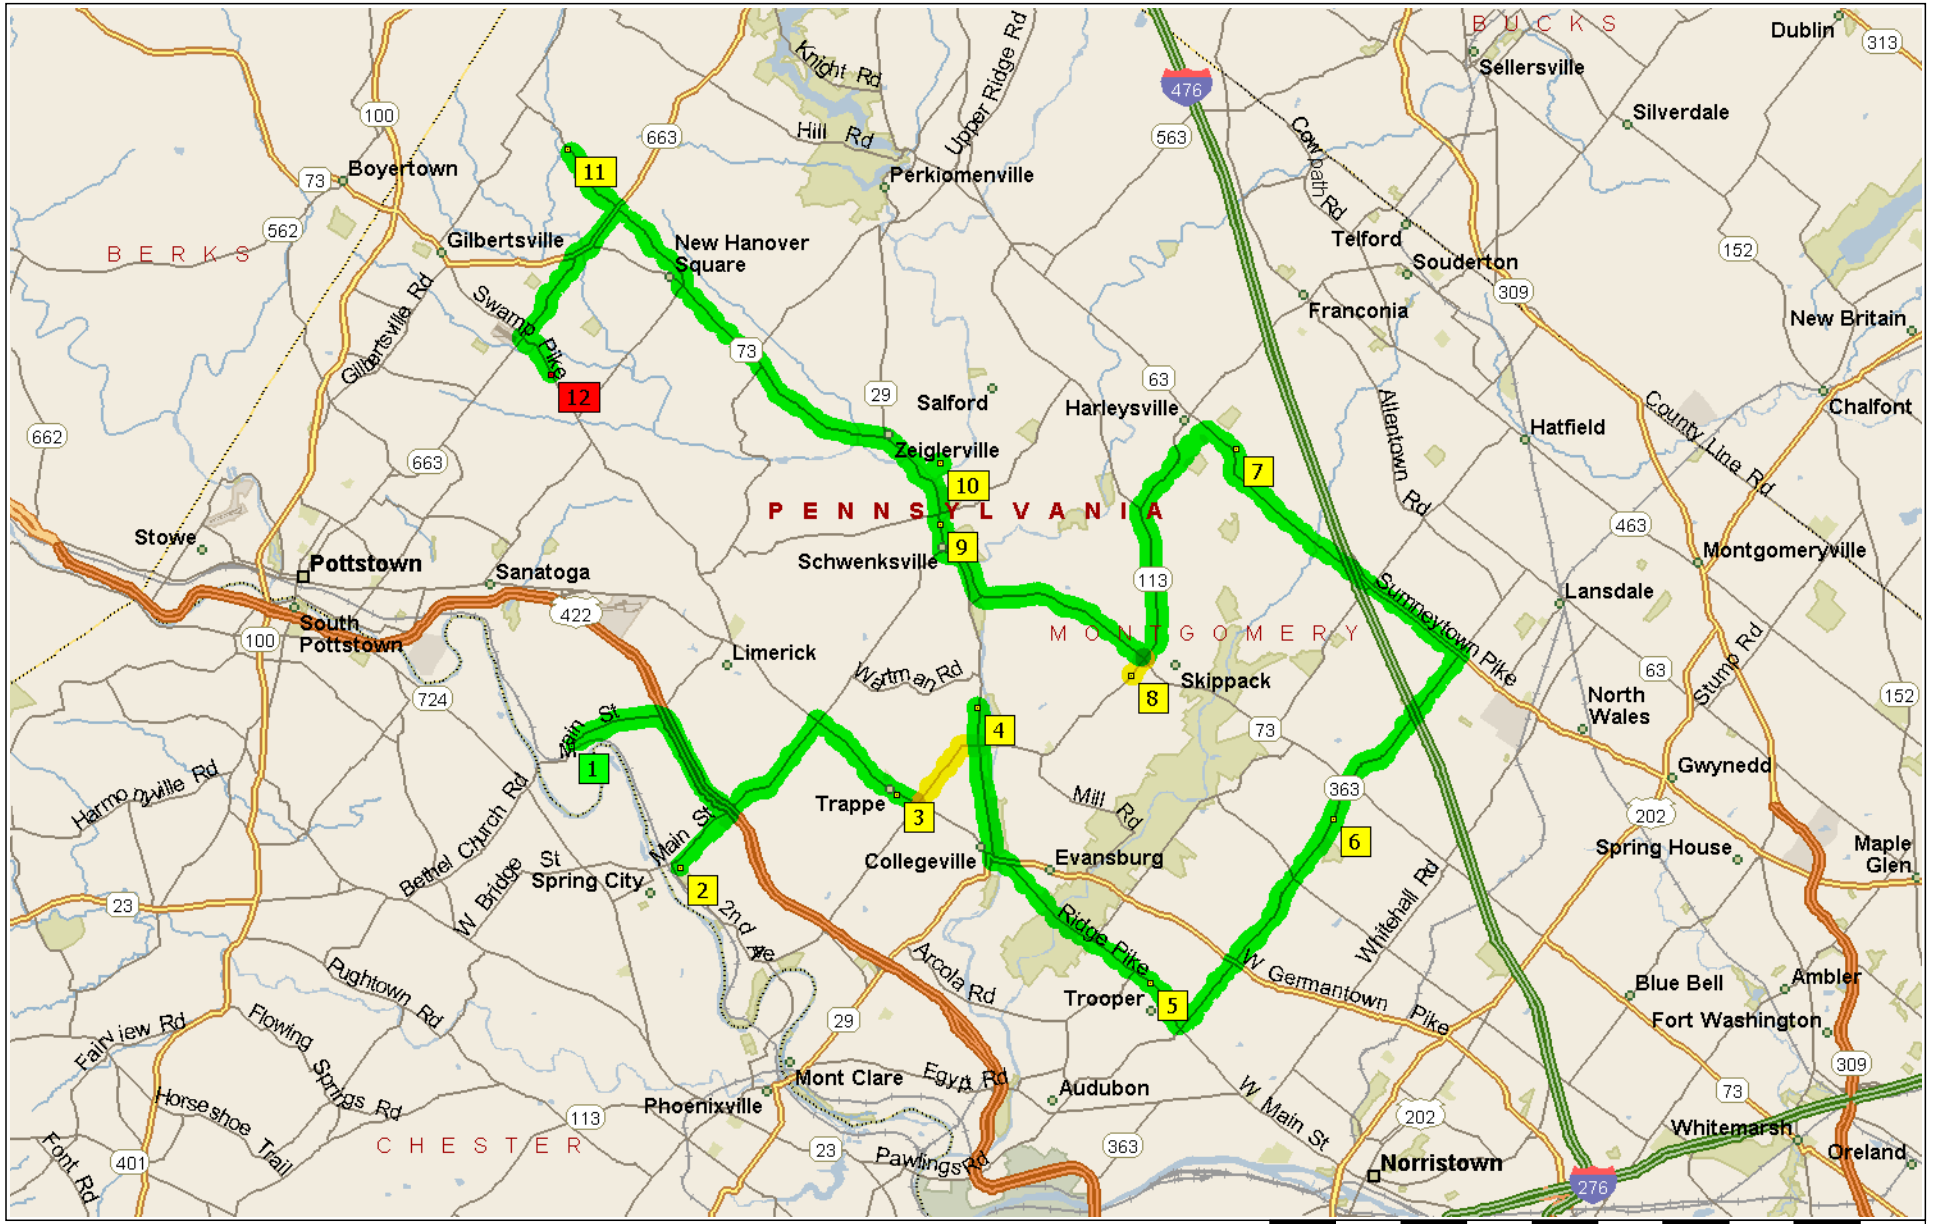 BUCKS
Dublin
313
Knight Rd
Upper Ridge Rd
Sellersville
476
100
663
Hill Rd
563
Cowpath Rd
Silverdale
73
Boyertown
11
Perkiomenville
562
BERKS
Gilbertsville
New Hanover
Square
Telford
152
Souderton
309
Franconia
New Britain
Gilbertsville Rd
Swamp Pike
73
12
29
Salford
63
Harleysville
Allentown Rd
County Line Rd
Chalfont
662
663
Zeiglerville
Hatfield
10
7
PENNSYLVANIA
463
Stowe
Pottstown
Sanatoga
Schwenksville
9
Montgomeryville
113
Sumneytown Pike
Lansdale
422
100
South
Pottstown
MONTGOMERY
Limerick
Wartman Rd
Skippack
8
63
Stump Rd
724
North
Wales
152
Main St
4
73
1
Gwynedd
Harmonyville Rd
Trappe
3
Mill Rd
363
202
Bethel Church Rd
Main St
6
Collegeville
Evansburg
Spring House
Maple
Glen
W Bridge St
Spring City
2
Whitehall Rd
23
2nd Ave
Ridge Pike
Arcola Rd
W Germantown Pike
Pughtown Rd
Trooper
5
Blue Bell
Ambler
Fairview Rd
Flowing Springs Rd
29
Fort Washington
Mont Clare
Egypt Rd
Audubon
309
Horseshoe Trail
Phoenixville
W Main St
73
113
202
Whitemarsh
CHESTER
Font Rd
401
23
Pawlings Rd
363
Norristown
Oreland
276